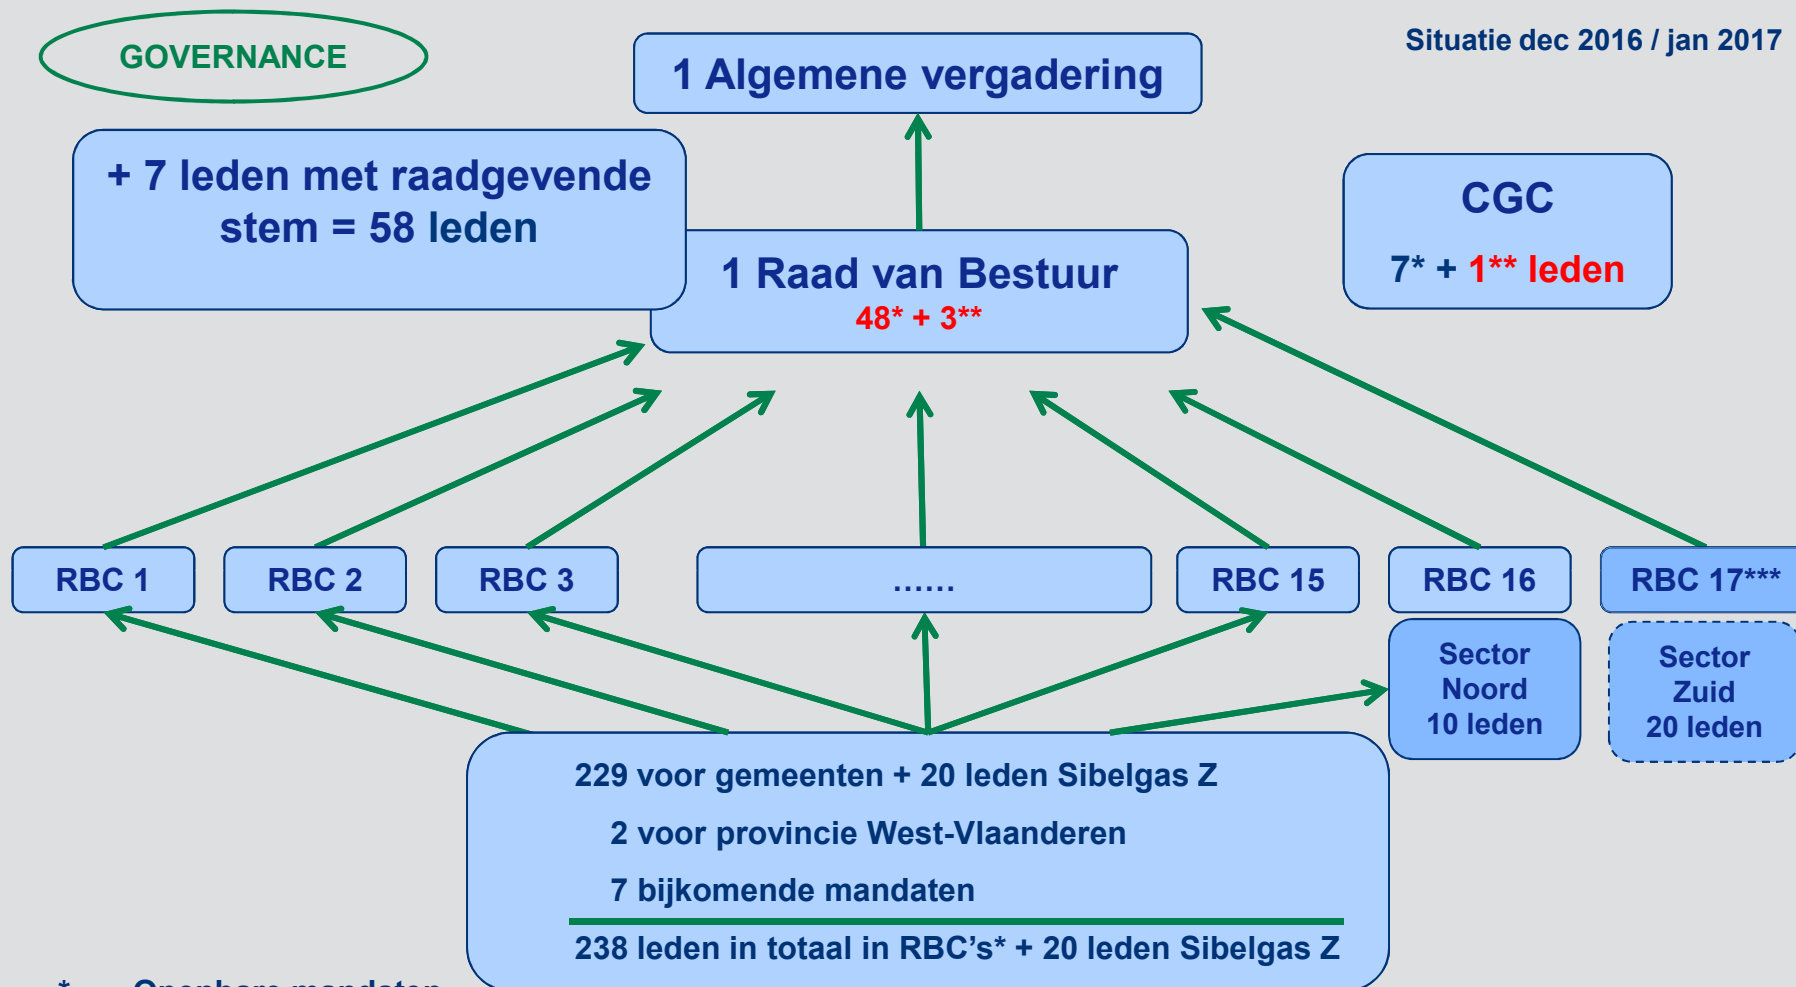 GOVERNANCE
Situatie dec 2016 / jan 2017
1 Algemene vergadering
+ 7 leden met raadgevende
stem = 58 leden
CGC
7* + 1** leden
1 Raad van Bestuur
48* + 3**
RBC 1
RBC 2
RBC 3
......
RBC 15
RBC 16
RBC 17***
Sector
Noord
10 leden
Sector
Zuid
20 leden
229 voor gemeenten + 20 leden Sibelgas Z
2 voor provincie West-Vlaanderen
7 bijkomende mandaten
238 leden in totaal in RBC’s* + 20 leden Sibelgas Z
* Openbare mandaten